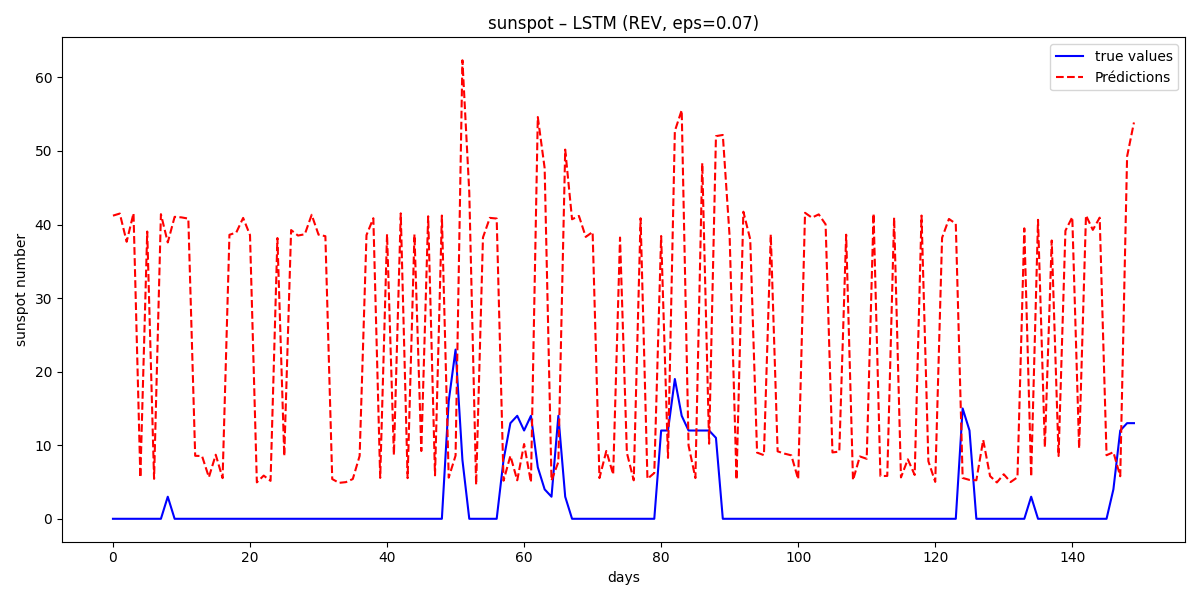 sunspot – LSTM (REV, eps=0.07)
true values
Prédictions
sunspot number
60
50
40
30
20
10
0
0 20 40 60 80 100 120 140
days